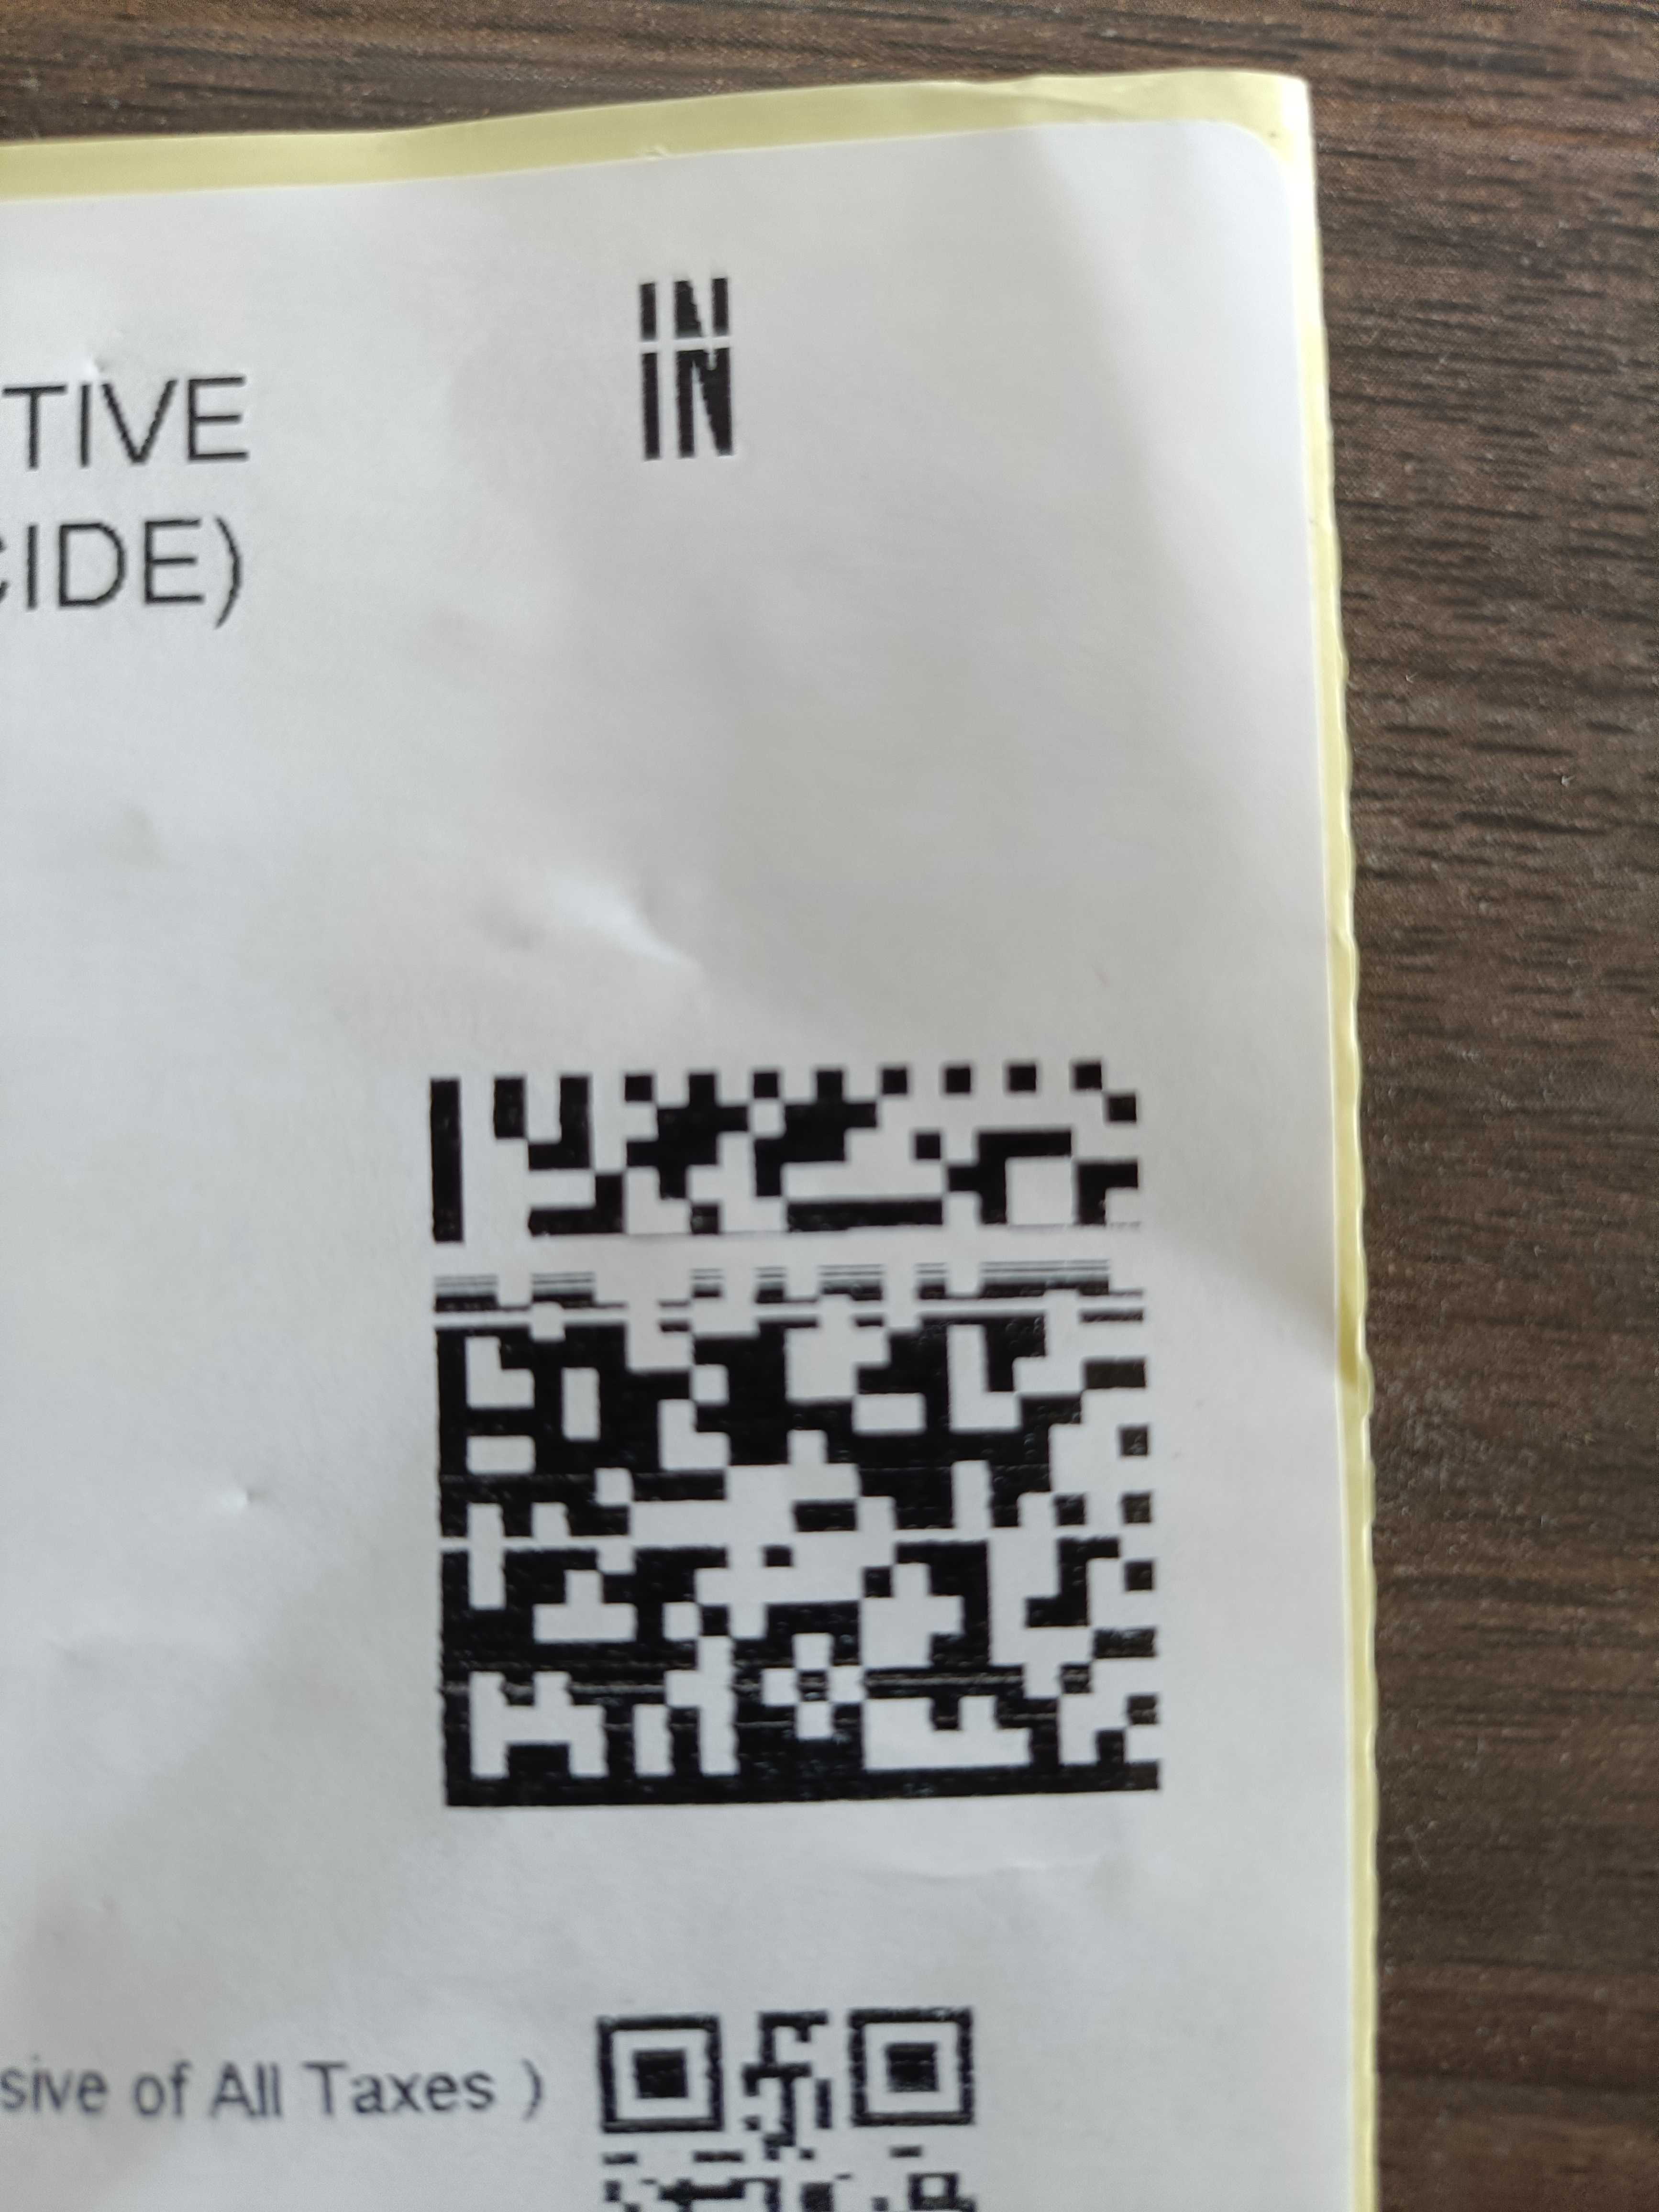 IN
TIVE
CIDE)
sive of All Taxes )